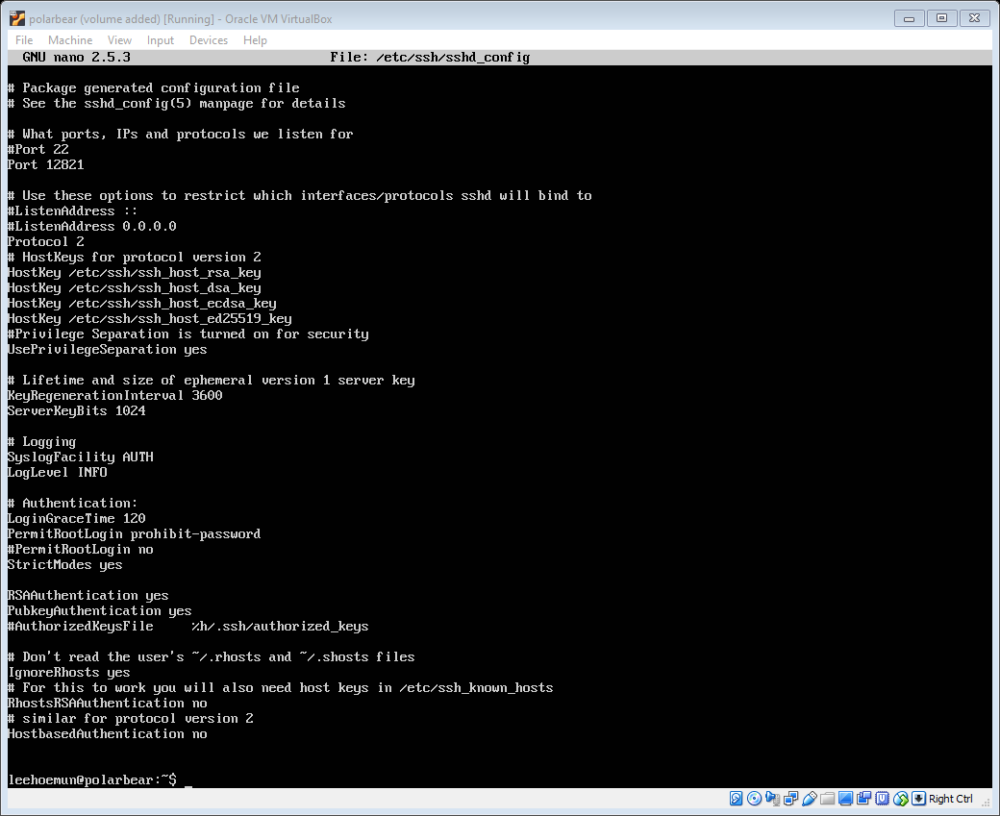 polarbear (volume added) [Running] - Oracle VM VirtualBox
File Machine View Input Devices Help
GNU nano 2.5.3 File: /etc/ssh/sshd_config
# Package generated configuration file
# See the sshd_config(5) manpage for details
# What ports, IPs and protocols we listen for
#Port 22
Port 12821
# Use these options to restrict which interfaces/protocols sshd will bind to
#ListenAddress ::
#ListenAddress 0.0.0.0
Protocol 2
# HostKeys for protocol version 2
HostKey /etc/ssh/ssh_host_rsa_key
HostKey /etc/ssh/ssh_host_dsa_key
HostKey /etc/ssh/ssh_host_ecdsa_key
HostKey /etc/ssh/ssh_host_ed25519_key
#Privilege Separation is turned on for security
UsePrivilegeSeparation yes
# Lifetime and size of ephemeral version 1 server key
KeyRegenerationInterval 3600
ServerKeyBits 1024
# Logging
SyslogFacility AUTH
LogLevel INFO
# Authentication:
LoginGraceTime 120
PermitRootLogin prohibit-password
#PermitRootLogin no
StrictModes yes
RSAAuthentication yes
PubkeyAuthentication yes
#AuthorizedKeysFile %h/.ssh/authorized_keys
# Don't read the user's ~/.rhosts and ~/.shosts files
IgnoreRhosts yes
# For this to work you will also need host keys in /etc/ssh_known_hosts
RhostsRSAAuthentication no
# similar for protocol version 2
HostbasedAuthentication no
leehoemun@polarbear:~$ _
Right Ctrl